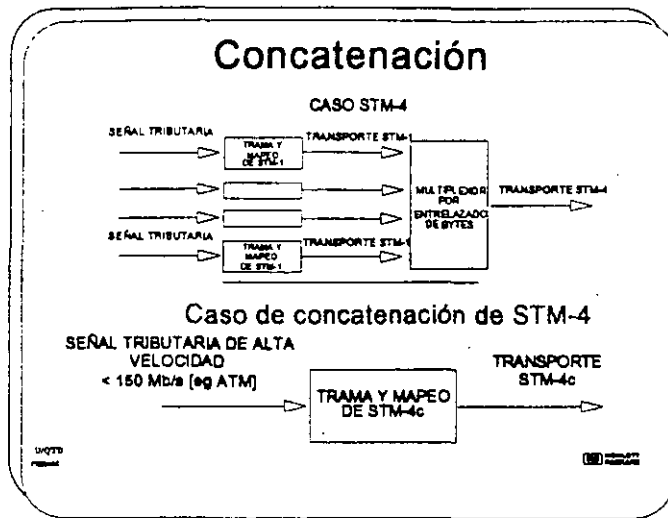 Concatenación
CASO STM-4
SEÑAL TRIBUTARIA
TRAMA Y
MAPEO
DE STM-1
TRANSPORTE STM-1
MULTIPLEXOR
POR
ENTRELAZADO
DE BYTES
TRANSPORTE STM-4
SEÑAL TRIBUTARIA
TRAMA Y
MAPEO
DE STM-1
TRANSPORTE STM-1
Caso de concatenación de STM-4
SEÑAL TRIBUTARIA DE ALTA
VELOCIDAD
< 150 Mb/s [eg ATM]
TRAMA Y MAPEO
DE STM-4c
TRANSPORTE
STM-4c
HEWLETT
PACKARD